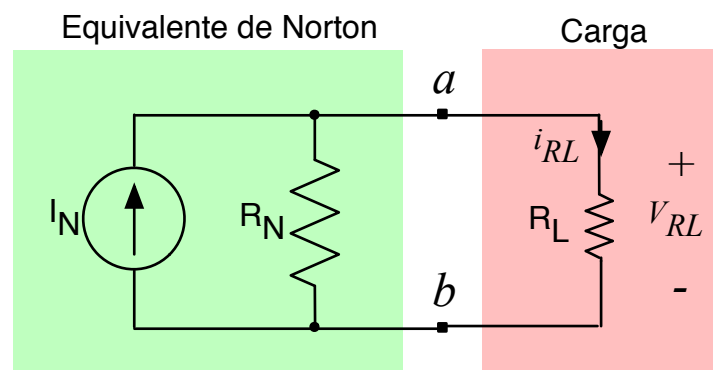 Equivalente de Norton
Carga
a
i_RL
+
I_N
R_N
R_L
V_RL
b
-